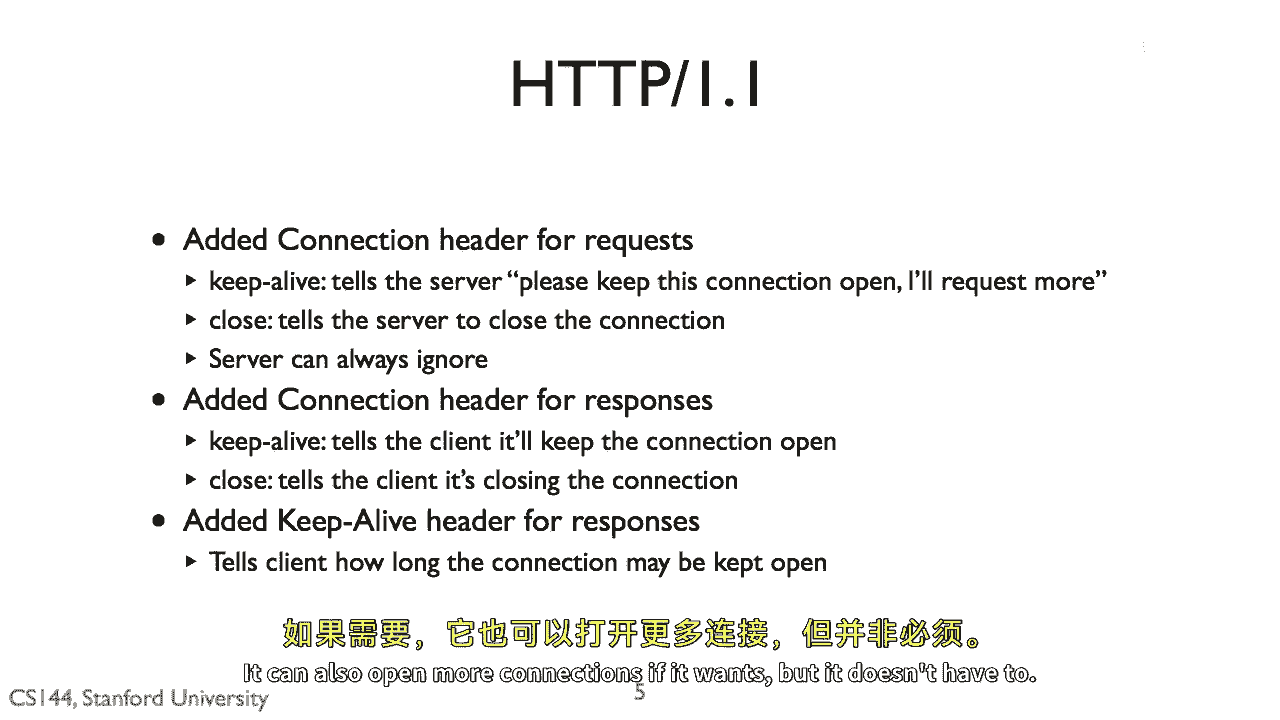 HTTP/1.1
• Added Connection header for requests
▸ keep-alive: tells the server “please keep this connection open, I’ll request more”
▸ close: tells the server to close the connection
▸ Server can always ignore
• Added Connection header for responses
▸ keep-alive: tells the client it’ll keep the connection open
▸ close: tells the client it’s closing the connection
• Added Keep-Alive header for responses
▸ Tells client how long the connection may be kept open
如果需要，它也可以打开更多连接，但并非必须。
It can also open more connections if it wants, but it doesn't have to.
CS144, Stanford University
5